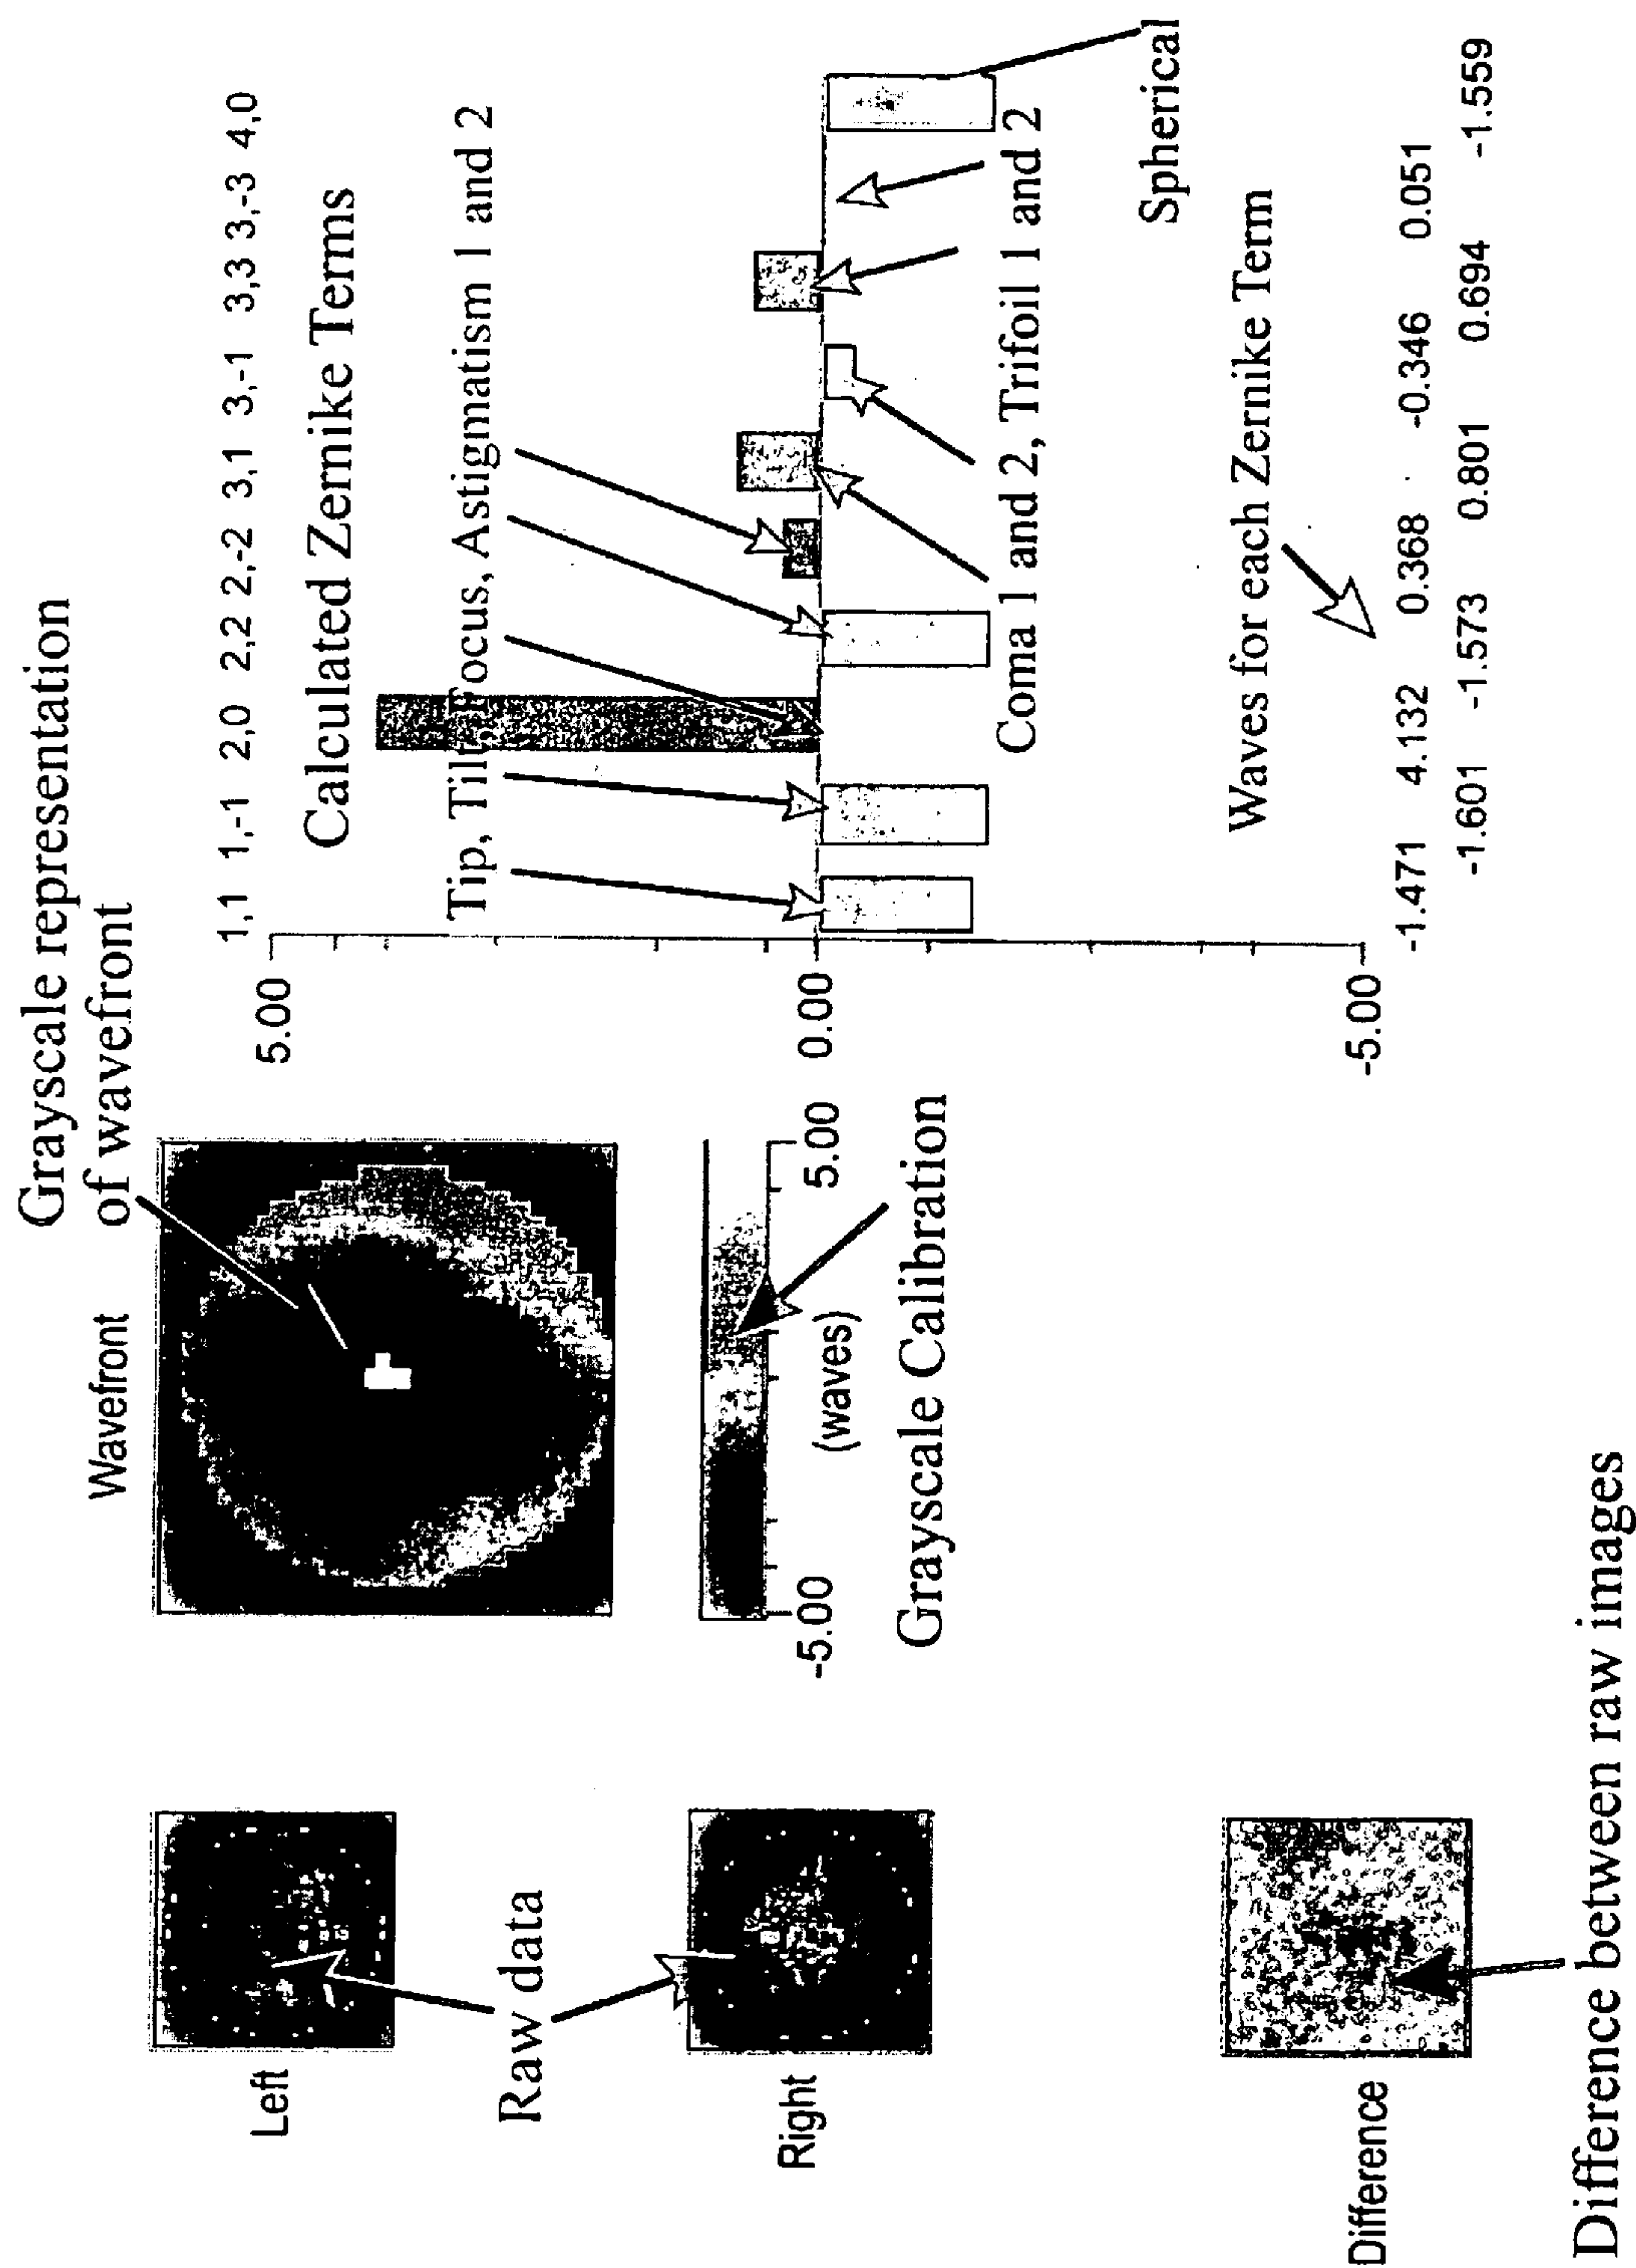 Left
Raw data
Right
Difference
Difference between raw images
Grayscale representation
of wavefront
Wavefront
-5.00 5.00
(waves)
Grayscale Calibration
1,1 1,-1 2,0 2,2 2,-2 3,1 3,-1 3,3 3,-3 4,0
Calculated Zernike Terms
5.00
Tip, Tilt, Focus, Astigmatism 1 and 2
0.00
Coma 1 and 2, Trifoil 1 and 2
Spherical
Waves for each Zernike Term
-5.00
-1.471 4.132 0.368 -0.346 0.051
-1.601 -1.573 0.801 0.694 -1.559